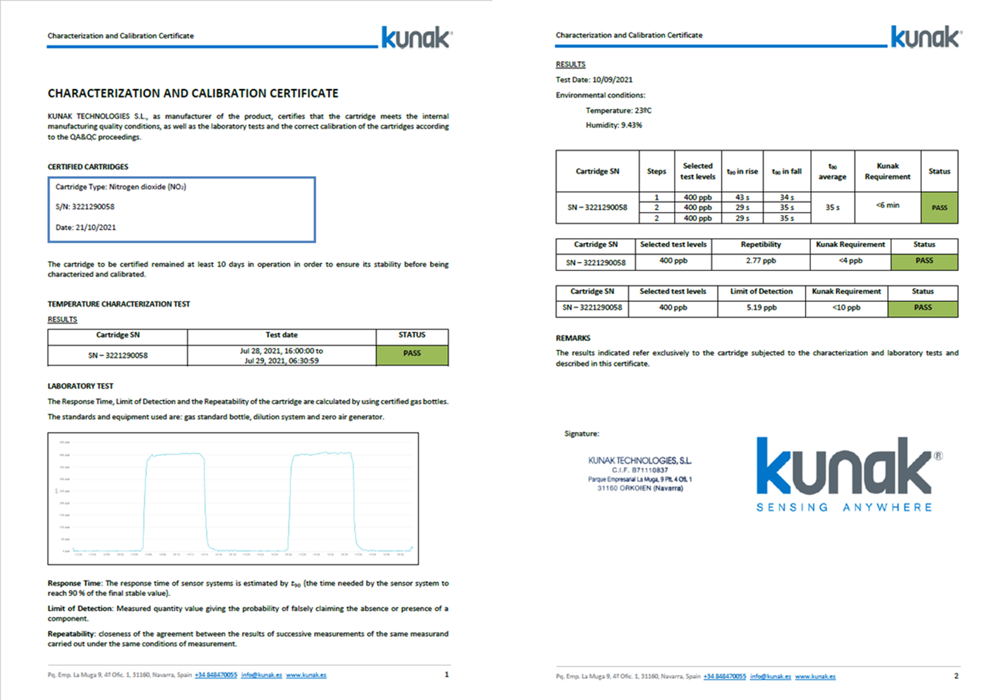 Characterization and Calibration Certificate
kunak®
CHARACTERIZATION AND CALIBRATION CERTIFICATE
KUNAK TECHNOLOGIES S.L., as manufacturer of the product, certifies that the cartridge meets the internal
manufacturing quality conditions, as well as the laboratory tests and the correct calibration of the cartridges according
to the QA&QC proceedings.
CERTIFIED CARTRIDGES
Cartridge Type: Nitrogen dioxide (NO₂)
S/N: 3221290058
Date: 21/10/2021
The cartridge to be certified remained at least 10 days in operation in order to ensure its stability before being
characterized and calibrated.
TEMPERATURE CHARACTERIZATION TEST
RESULTS
Cartridge SN Test date STATUS
SN – 3221290058 Jul 28, 2021, 16:00:00 to PASS
Jul 29, 2021, 06:30:59
LABORATORY TEST
The Response Time, Limit of Detection and the Repeatability of the cartridge are calculated by using certified gas bottles.
The standards and equipment used are: gas standard bottle, dilution system and zero air generator.
Response Time: The response time of sensor systems is estimated by t₉₀ (the time needed by the sensor system to
reach 90 % of the final stable value).
Limit of Detection: Measured quantity value giving the probability of falsely claiming the absence or presence of a
component.
Repeatability: closeness of the agreement between the results of successive measurements of the same measurand
carried out under the same conditions of measurement.
Pq. Emp. La Muga 9, 4º Ofic. 1, 31160, Navarra, Spain +34 848470055 info@kunak.es www.kunak.es 1
Characterization and Calibration Certificate
kunak®
RESULTS
Test Date: 10/09/2021
Environmental conditions:
Temperature: 23ºC
Humidity: 9.43%
Cartridge SN Steps Selected test levels t₉₀ in rise t₉₀ in fall t₉₀ average Kunak Requirement Status
1 400 ppb 43 s 34 s
SN – 3221290058 2 400 ppb 29 s 35 s 35 s <6 min PASS
2 400 ppb 29 s 35 s
Cartridge SN Selected test levels Repetibility Kunak Requirement Status
SN – 3221290058 400 ppb 2.77 ppb <4 ppb PASS
Cartridge SN Selected test levels Limit of Detection Kunak Requirement Status
SN – 3221290058 400 ppb 5.19 ppb <10 ppb PASS
REMARKS
The results indicated refer exclusively to the cartridge subjected to the characterization and laboratory tests and
described in this certificate.
Signature:
KUNAK TECHNOLOGIES, S.L.
C.I.F. B71110837
Parque Empresarial La Muga, 9 Plt. 4 Ofi. 1
31160 ORKOIEN (Navarra)
kunak®
SENSING ANYWHERE
Pq. Emp. La Muga 9, 4º Ofic. 1, 31160, Navarra, Spain +34 848470055 info@kunak.es www.kunak.es 2